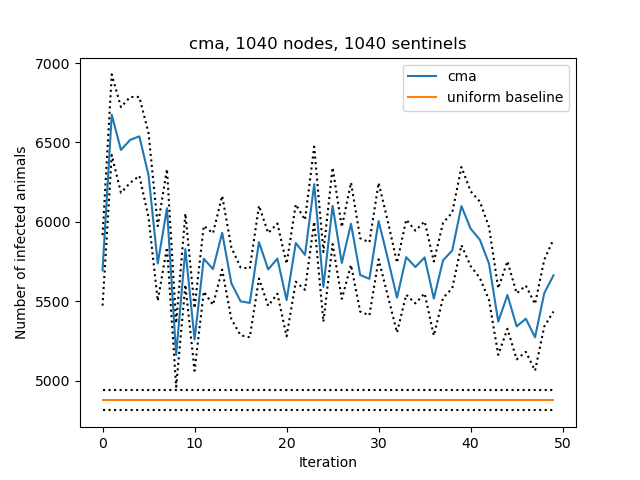 cma, 1040 nodes, 1040 sentinels
cma
uniform baseline
Number of infected animals
7000
6500
6000
5500
5000
0 10 20 30 40 50
Iteration